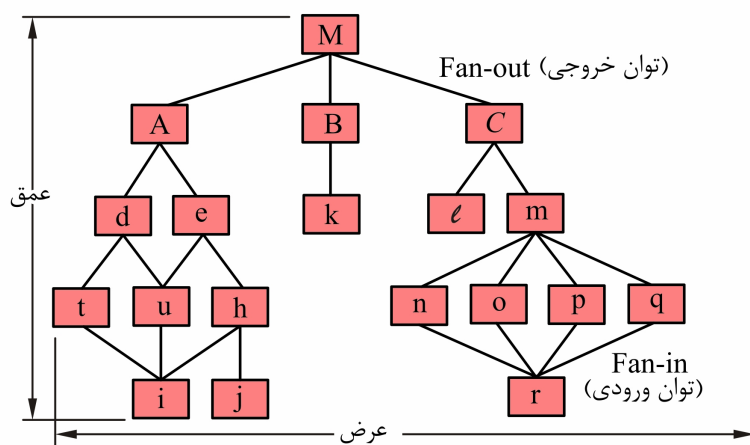 M
Fan-out (توان خروجی)
A B C
عمق
d e k ℓ m
t u h n o p q
Fan-in
(توان ورودی)
i j r
عرض